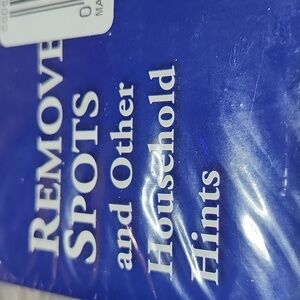 REMOVE
SPOTS
and Other
Household
Hints